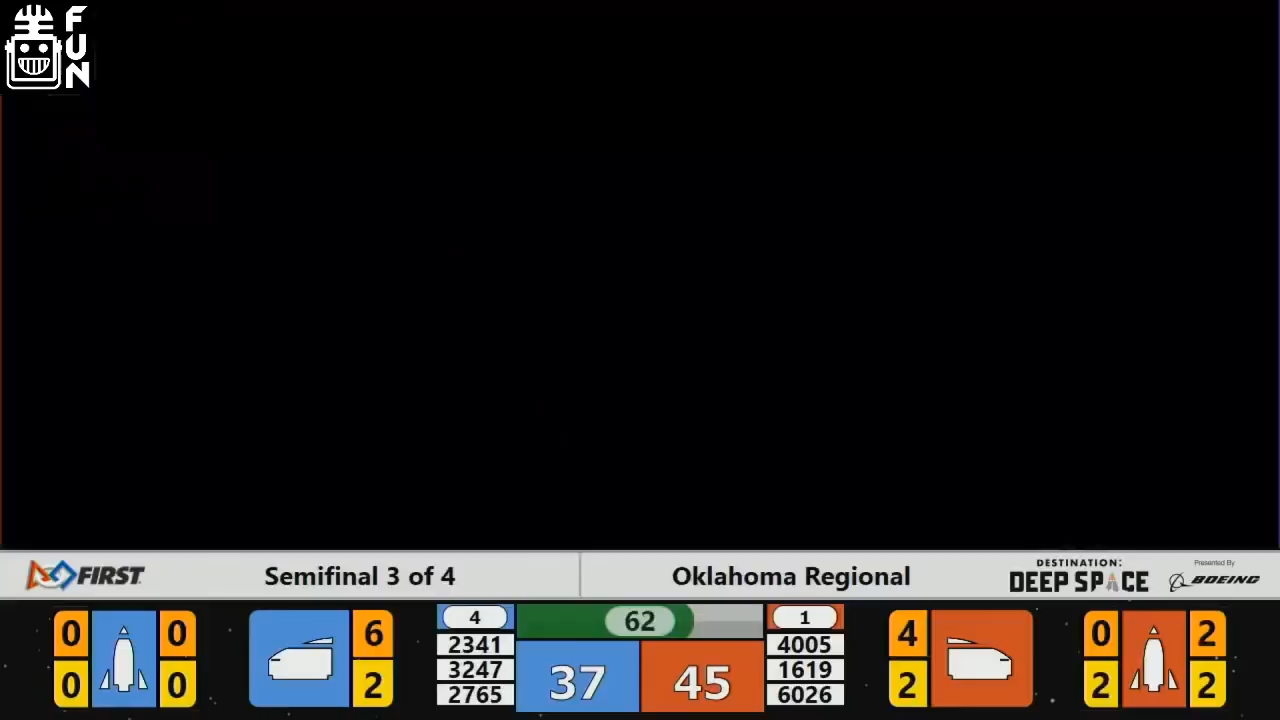 FUN
FIRST
Semifinal 3 of 4
Oklahoma Regional
DESTINATION:
DEEP SPACE
Presented By
BOEING
0 0 6 4 62 1 4 0 2
2341 4005
3247 37 45 1619
0 0 2 2765 6026 2 2 2